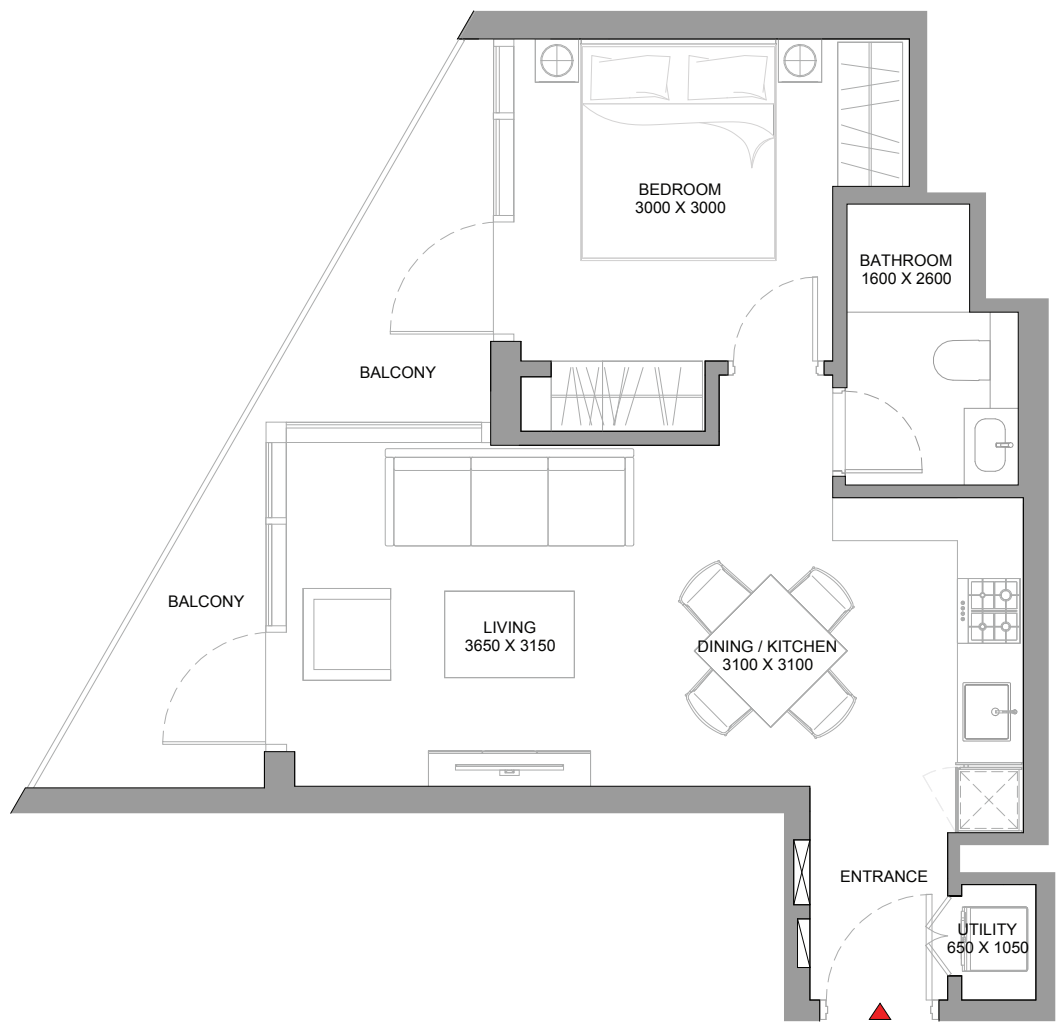 BEDROOM
3000 X 3000
BATHROOM
1600 X 2600
BALCONY
BALCONY
LIVING
3650 X 3150
DINING / KITCHEN
3100 X 3100
ENTRANCE
UTILITY
650 X 1050